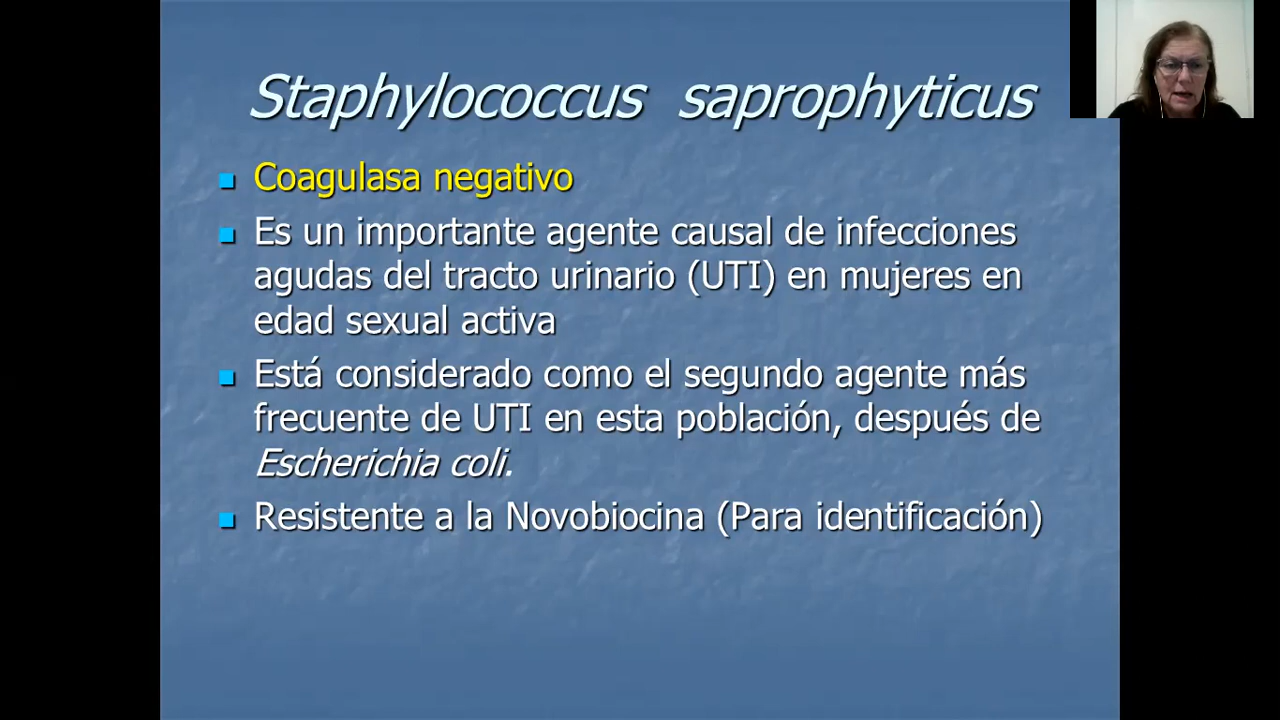 Staphylococcus saprophyticus
Coagulasa negativo
Es un importante agente causal de infecciones
agudas del tracto urinario (UTI) en mujeres en
edad sexual activa
Está considerado como el segundo agente más
frecuente de UTI en esta población, después de
Escherichia coli.
Resistente a la Novobiocina (Para identificación)